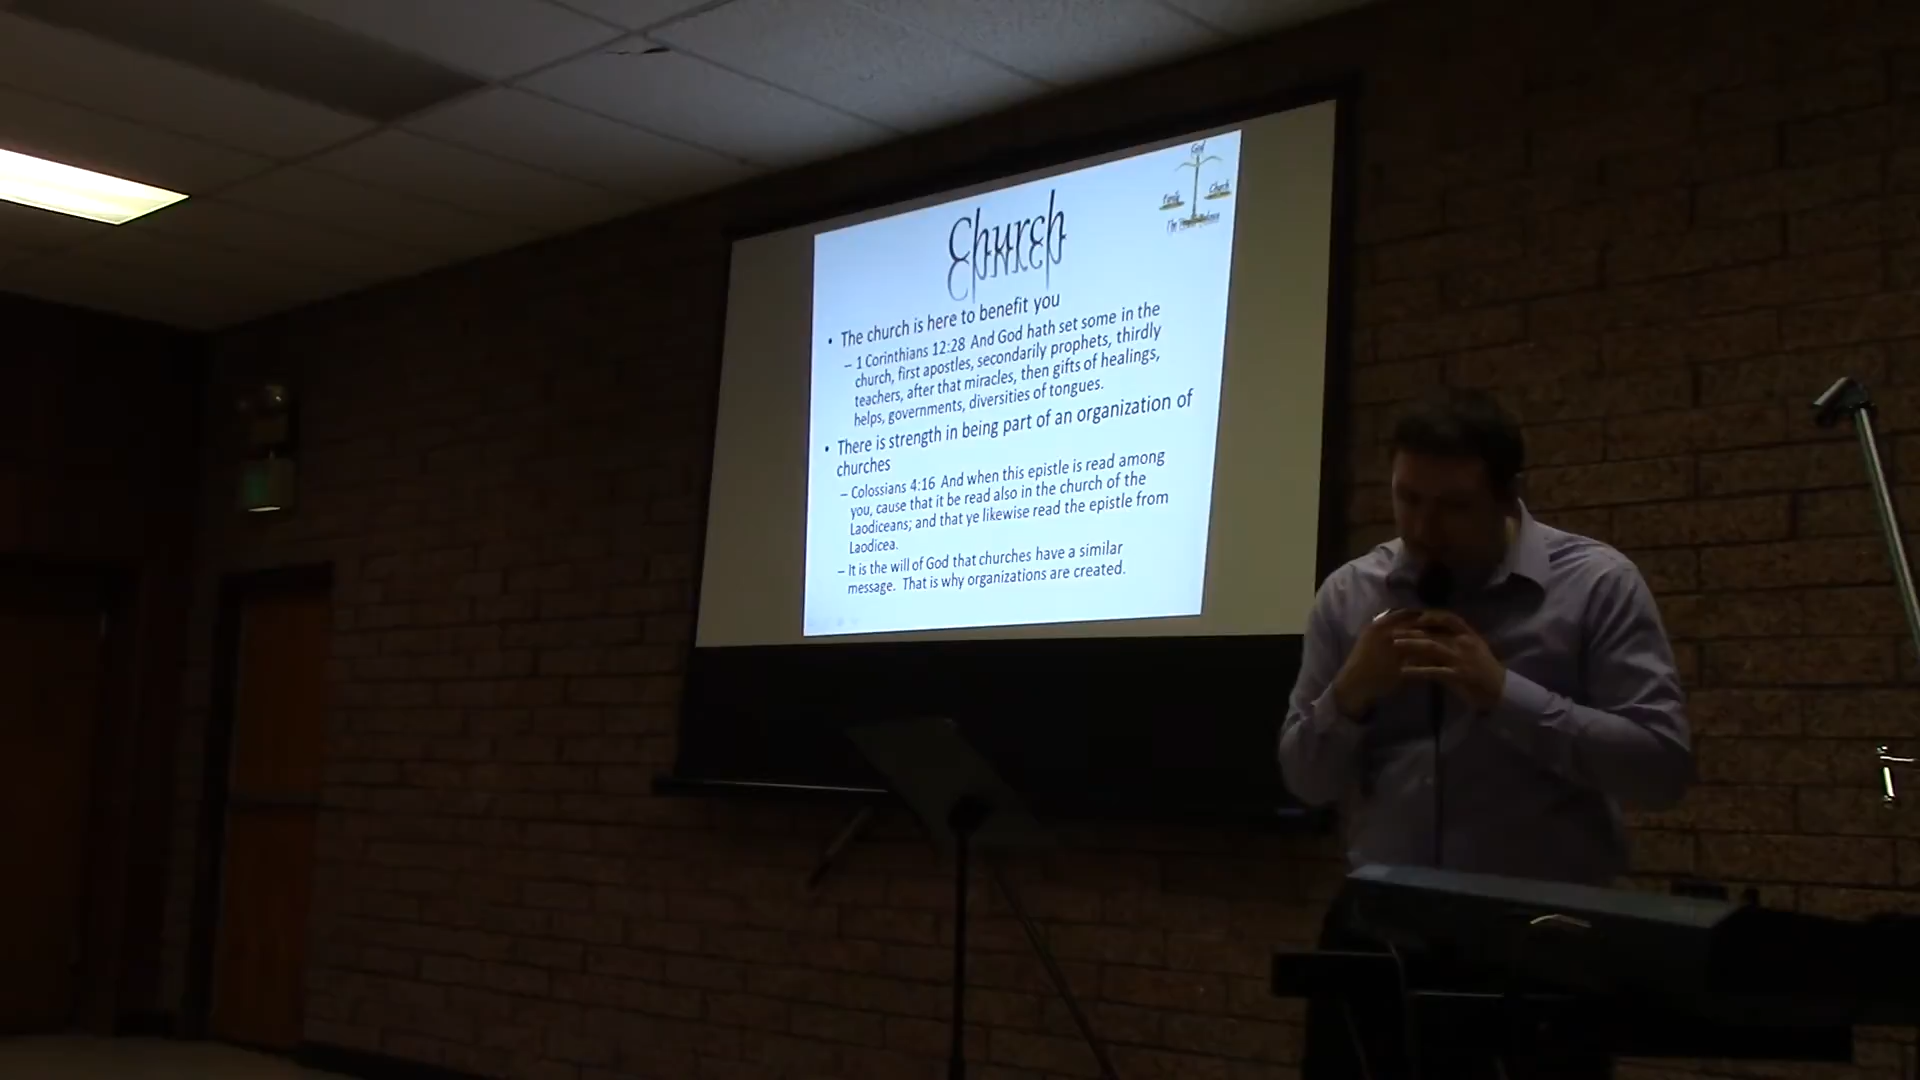 God
Family
Church
Church
• The church is here to benefit you
– 1 Corinthians 12:28 And God hath set some in the
church, first apostles, secondarily prophets, thirdly
teachers, after that miracles, then gifts of healings,
helps, governments, diversities of tongues.
• There is strength in being part of an organization of
churches
– Colossians 4:16 And when this epistle is read among
you, cause that it be read also in the church of the
Laodiceans; and that ye likewise read the epistle from
Laodicea.
– It is the will of God that churches have a similar
message. That is why organizations are created.